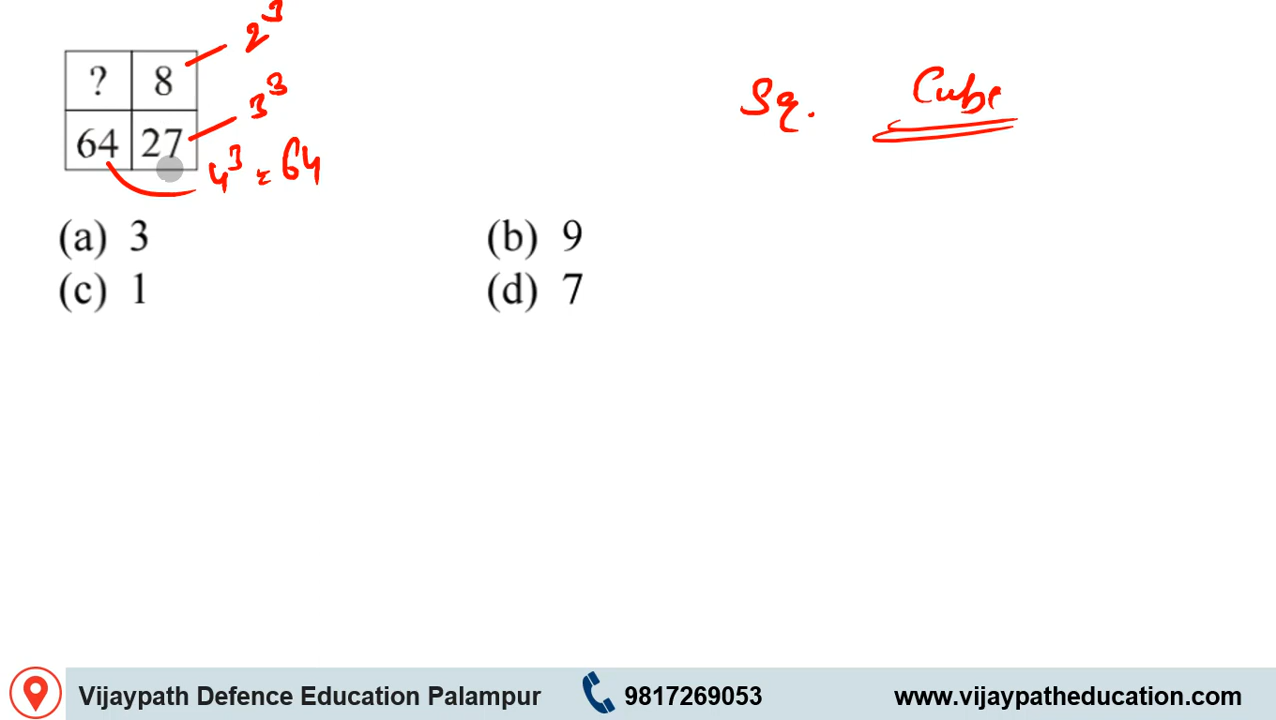 2³
? 8
3³
Sq. Cube
64 27
4³ = 64
(a) 3 (b) 9
(c) 1 (d) 7
Vijaypath Defence Education Palampur 9817269053 www.vijaypatheducation.com